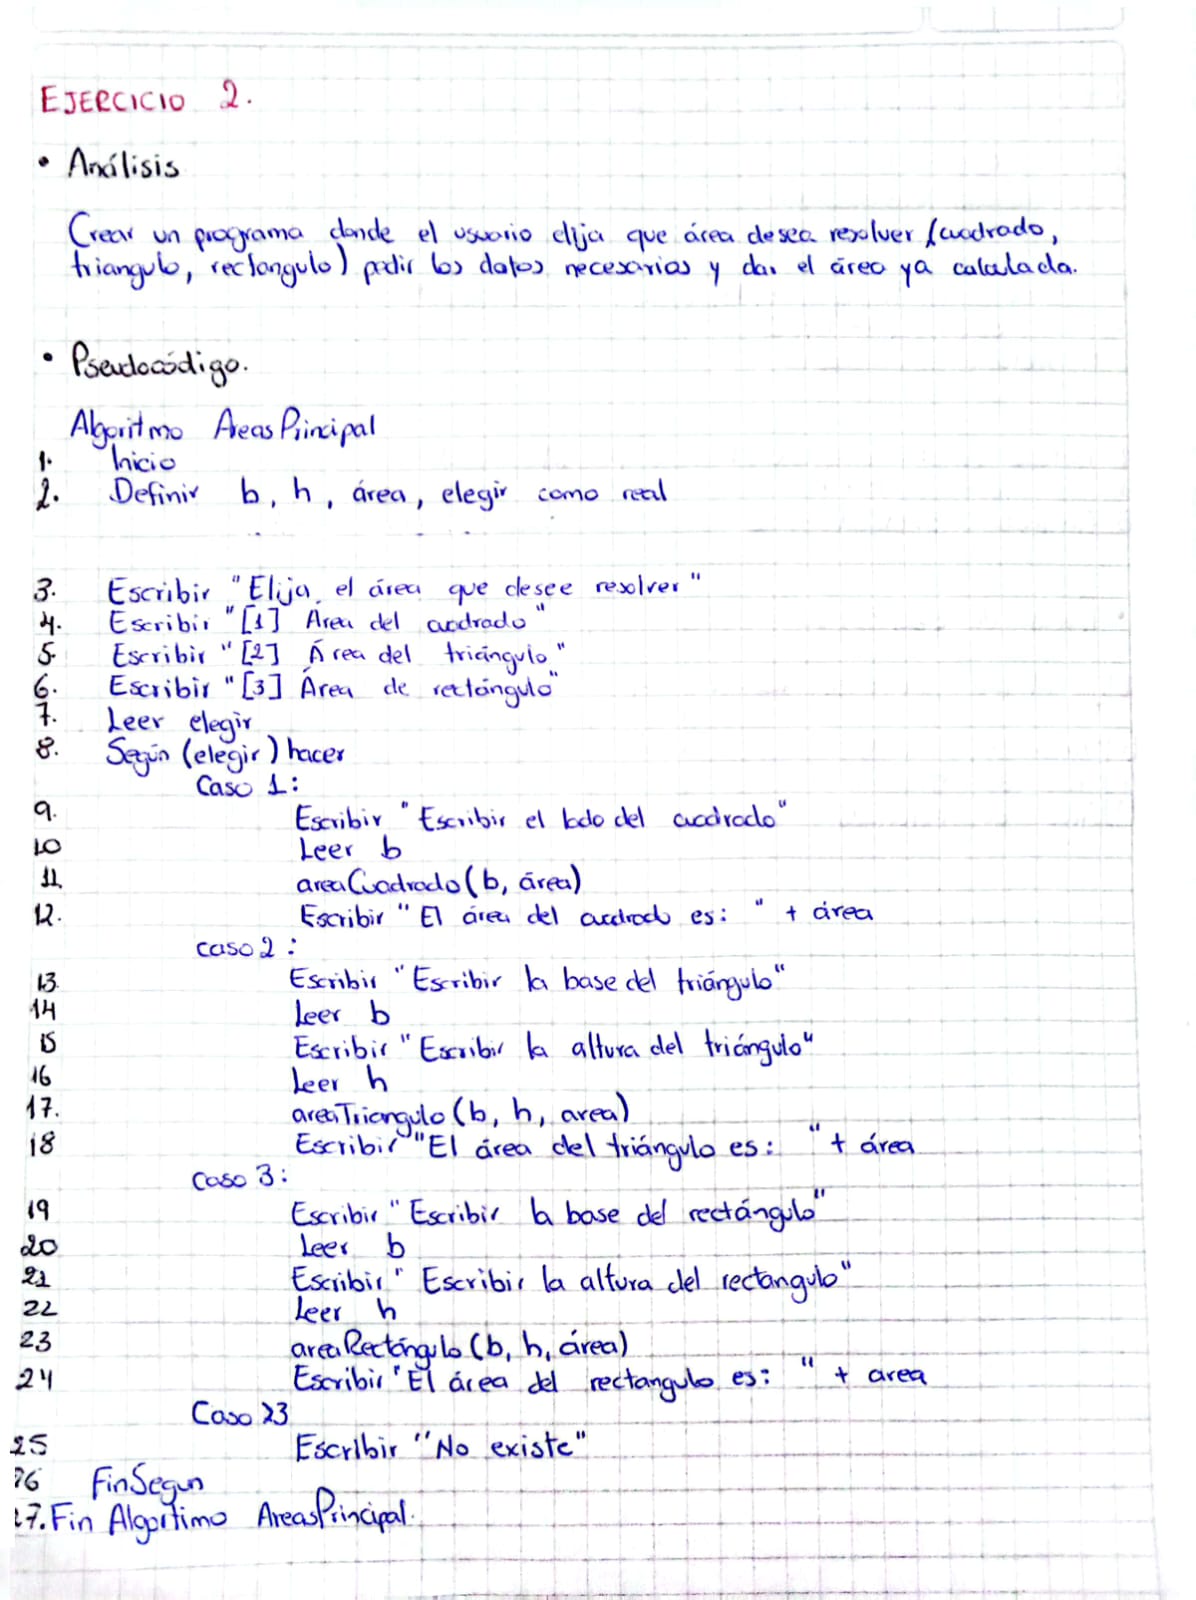 EJERCICIO 2.
• Análisis
Crear un programa donde el usuario elija que área desea resolver (cuadrado,
triangulo, rectangulo) pedir los datos necesarios y dar el área ya calculada.
• Pseudocódigo.
Algoritmo AreasPrincipal
1. Inicio
2. Definir b, h, área, elegir como real
3. Escribir "Elija el área que desee resolver"
4. Escribir "[1] Area del cuadrado"
5. Escribir "[2] Área del triángulo"
6. Escribir "[3] Área de rectángulo"
7. Leer elegir
8. Según (elegir) hacer
Caso 1:
9. Escribir "Escribir el lado del cuadrado"
10 Leer b
11 areaCuadrado(b, área)
12. Escribir "El área del cuadrado es: " + área
caso 2:
13. Escribir "Escribir la base del triángulo"
14 Leer b
15 Escribir "Escribir la altura del triángulo"
16 Leer h
17. areaTriangulo(b, h, area)
18 Escribir "El área del triángulo es: " + área
Caso 3:
19 Escribir "Escribir la base del rectángulo"
20 Leer b
21 Escribir "Escribir la altura del rectangulo"
22 Leer h
23 areaRectángulo(b, h, área)
24 Escribir "El área del rectangulo es: " + area
Caso >3
25 Escribir "No existe"
26 FinSegun
27. Fin Algoritimo AreasPrincipal.